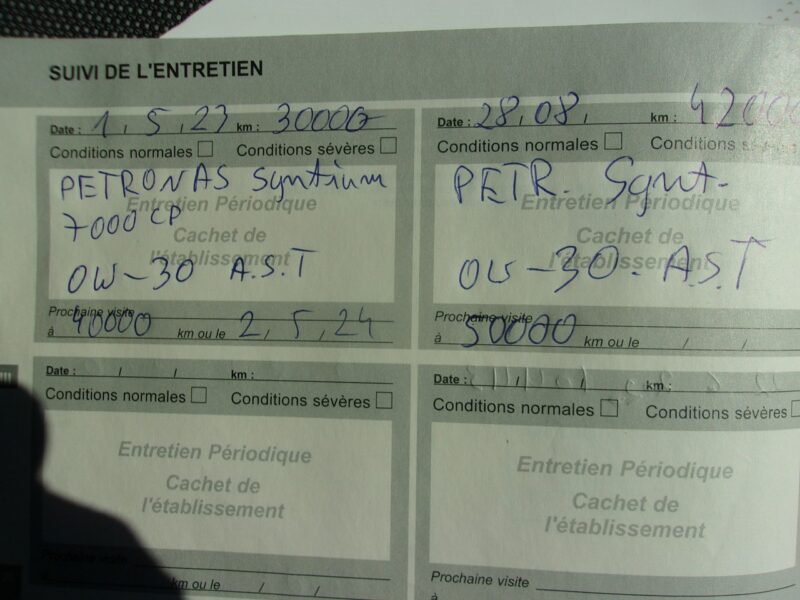 SUIVI DE L'ENTRETIEN
Date : 1, 5, 23 km : 30000
Conditions normales Conditions sévères
PETRONAS Syntium
7000 CP
Entretien Périodique
Cachet de
l'établissement
0W-30 A.S.T
Prochaine visite
à 40000 km ou le 2, 5, 24
Date : 28, 08, km : 42000
Conditions normales Conditions sévères
PETR. Synt-
Entretien Périodique
Cachet de
l'établissement
0W-30. A.S.T
Prochaine visite
à 50000 km ou le / /
Date : / / km :
Conditions normales Conditions sévères
Entretien Périodique
Cachet de
l'établissement
Prochaine visite
km ou le / /
Date : / / km :
Conditions normales Conditions sévères
Entretien Périodique
Cachet de
l'établissement
Prochaine visite
à